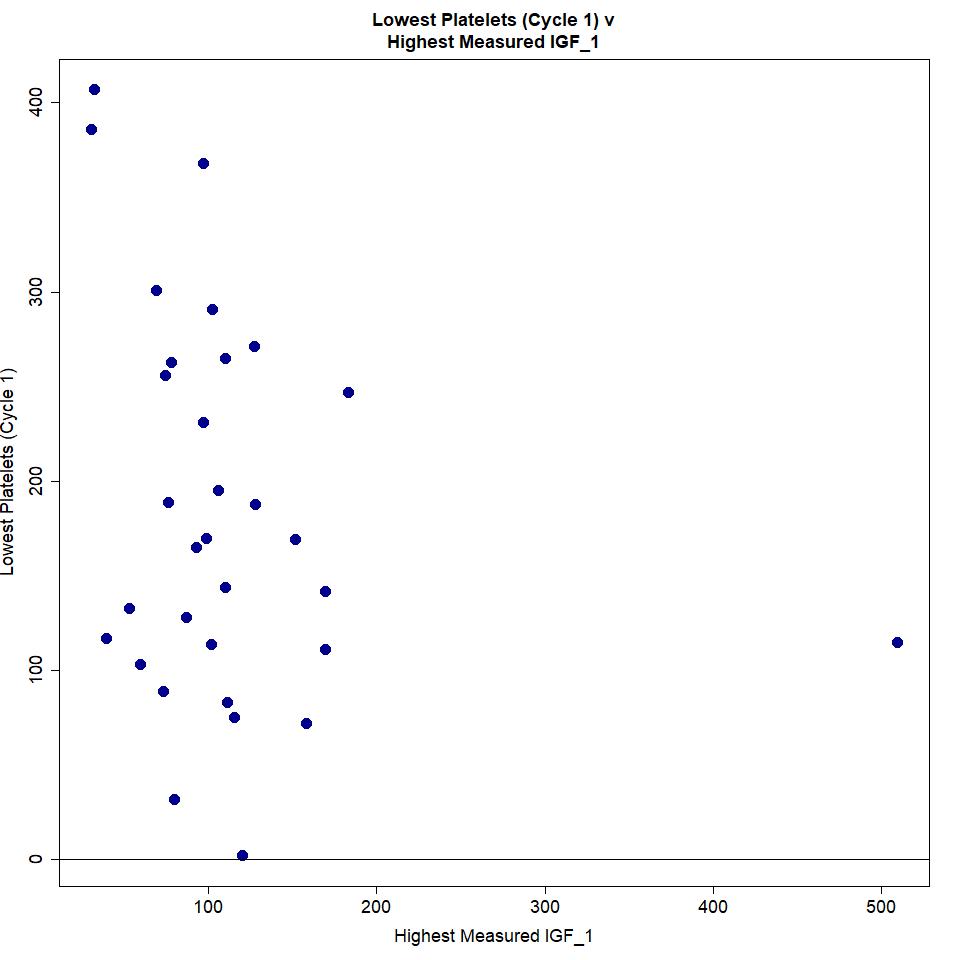 Lowest Platelets (Cycle 1) v
Highest Measured IGF_1
Lowest Platelets (Cycle 1)
400
300
200
100
0
100
200
300
400
500
Highest Measured IGF_1